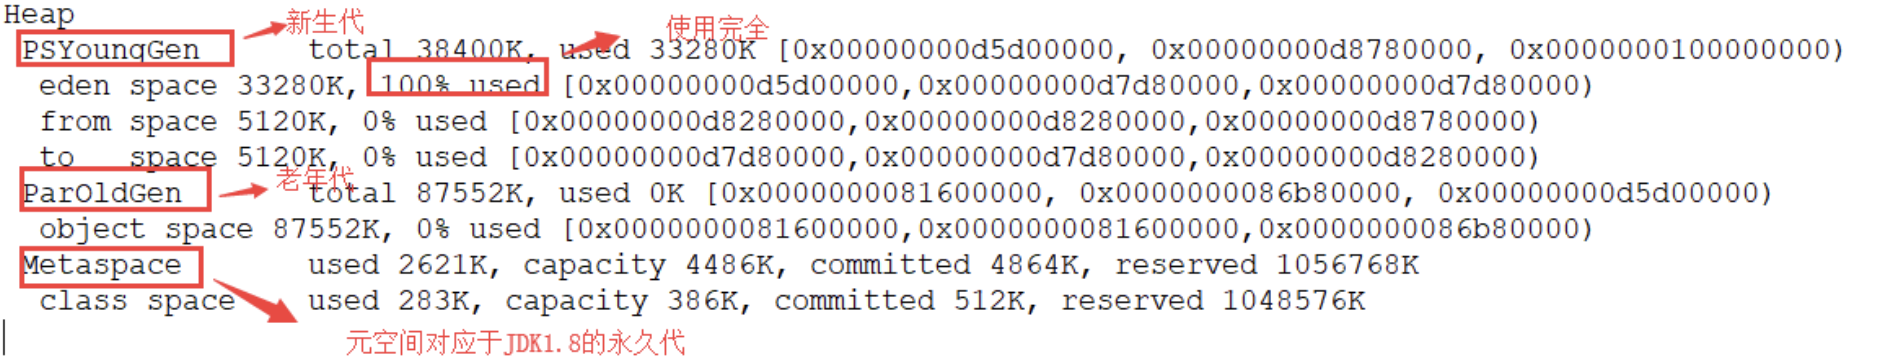 Heap
新生代
使用完全
PSYoungGen total 38400K, used 33280K [0x00000000d5d00000, 0x00000000d8780000, 0x0000000100000000)
eden space 33280K, 100% used [0x00000000d5d00000,0x00000000d7d80000,0x00000000d7d80000)
from space 5120K, 0% used [0x00000000d8280000,0x00000000d8280000,0x00000000d8780000)
to space 5120K, 0% used [0x00000000d7d80000,0x00000000d7d80000,0x00000000d8280000)
老年代
ParOldGen total 87552K, used 0K [0x0000000081600000, 0x0000000086b80000, 0x00000000d5d00000)
object space 87552K, 0% used [0x0000000081600000,0x0000000081600000,0x0000000086b80000)
Metaspace used 2621K, capacity 4486K, committed 4864K, reserved 1056768K
class space used 283K, capacity 386K, committed 512K, reserved 1048576K
元空间对应于JDK1.8的永久代